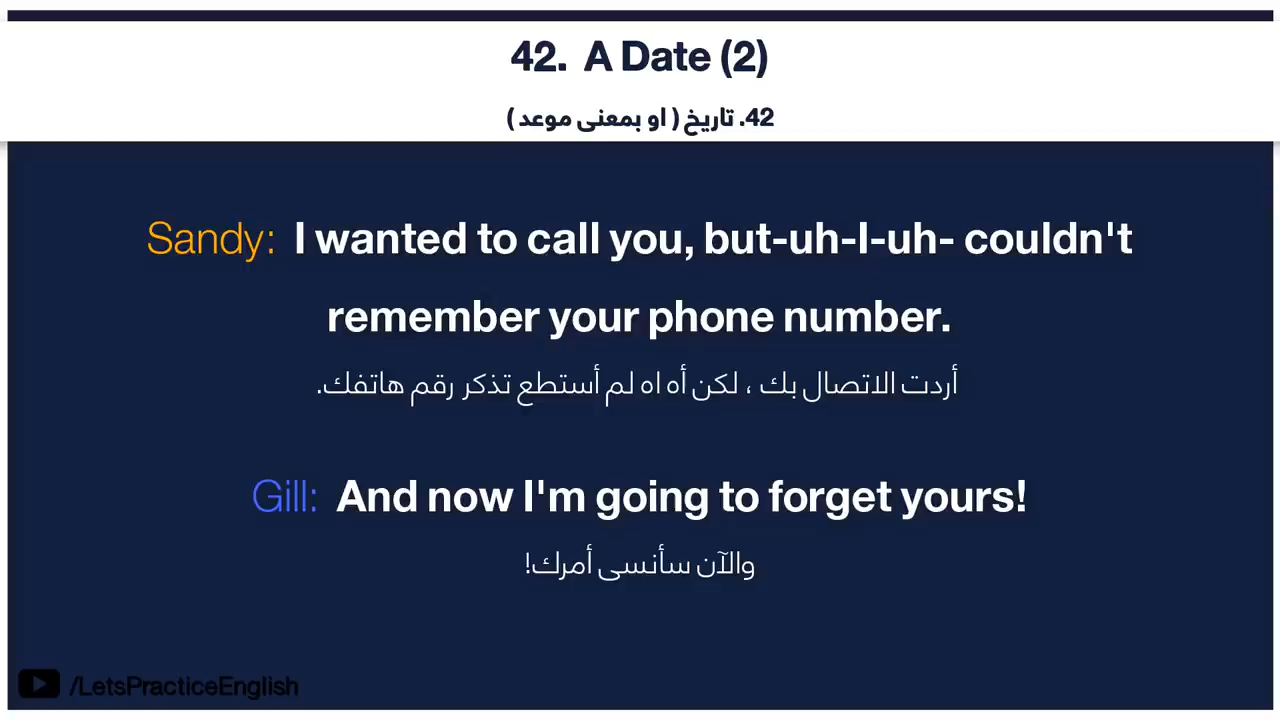 42. A Date (2)
42. تاريخ ( او بمعنى موعد )
Sandy: I wanted to call you, but-uh-I-uh- couldn't
remember your phone number.
أردت الاتصال بك ، لكن أه اه لم أستطع تذكر رقم هاتفك.
Gill: And now I'm going to forget yours!
والآن سأنسى أمرك!
/LetsPracticeEnglish